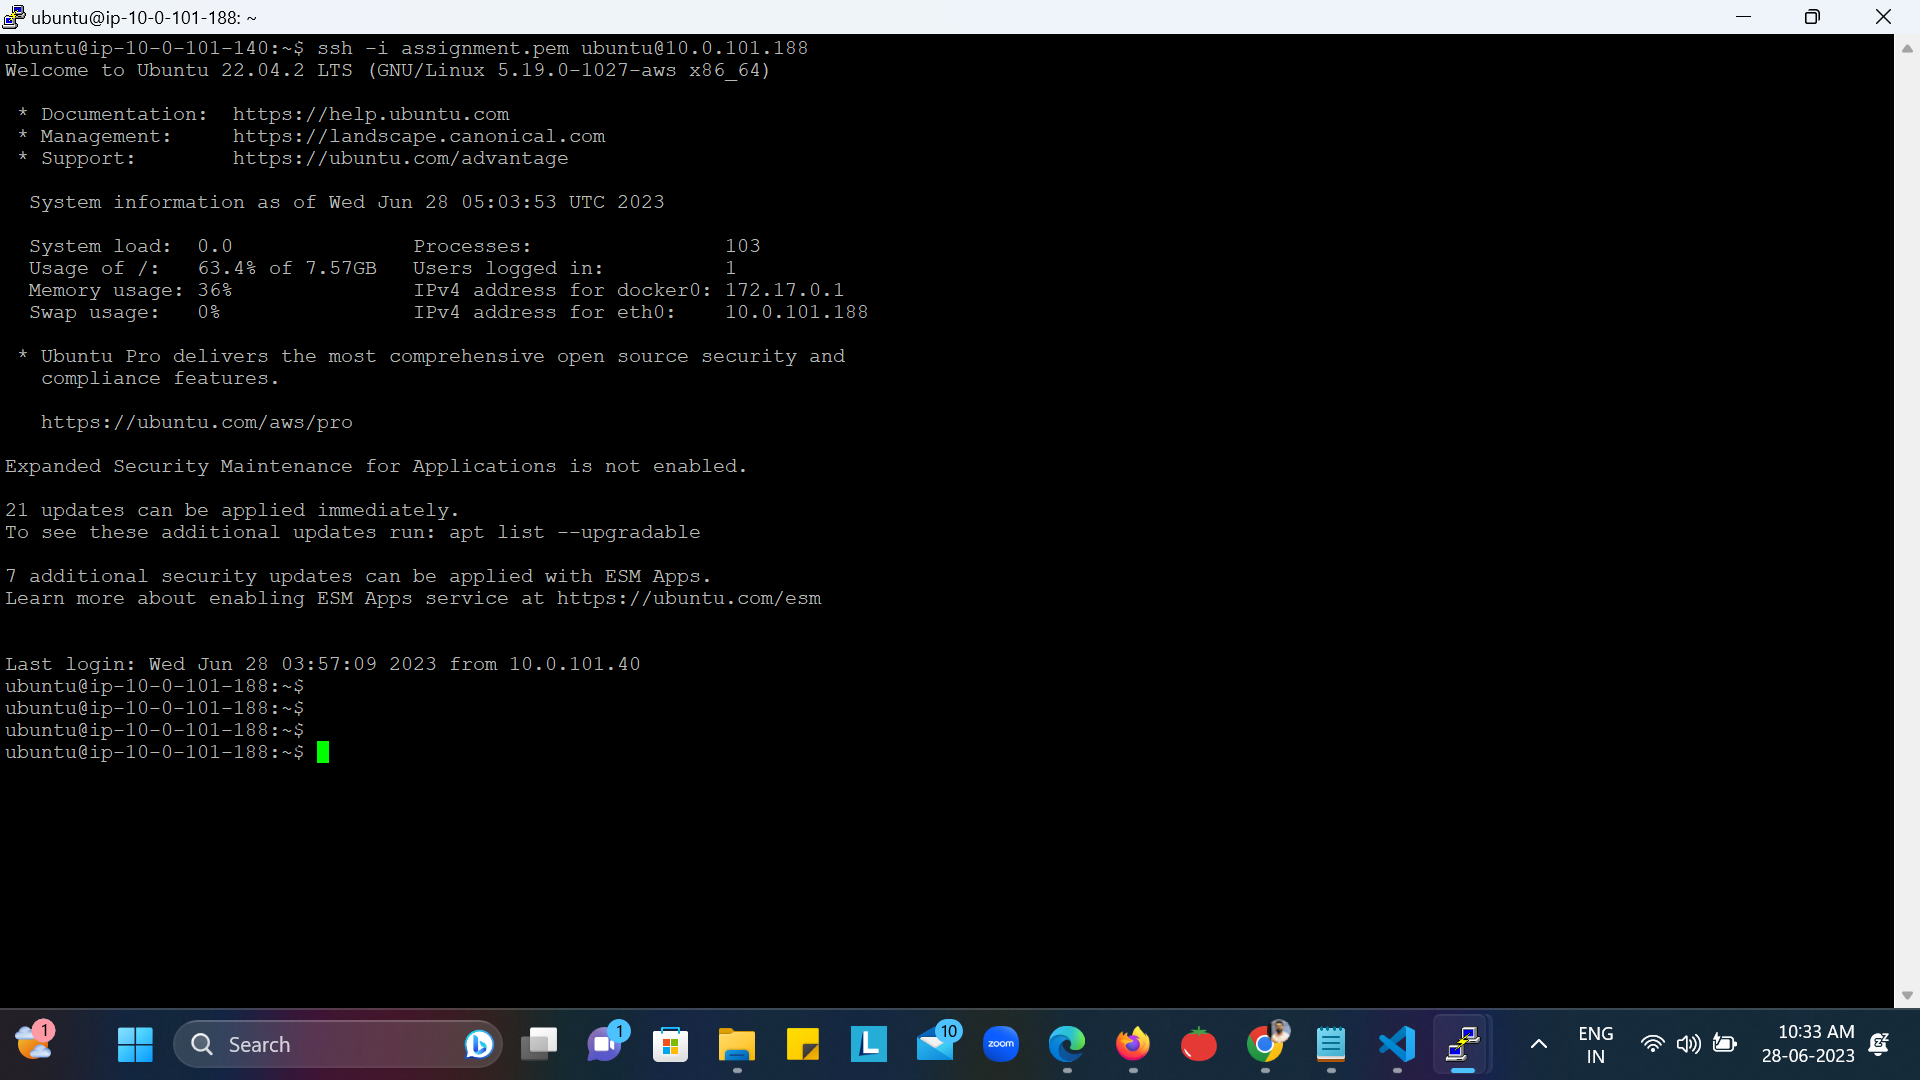 ubuntu@ip-10-0-101-188: ~
ubuntu@ip-10-0-101-140:~$ ssh -i assignment.pem ubuntu@10.0.101.188
Welcome to Ubuntu 22.04.2 LTS (GNU/Linux 5.19.0-1027-aws x86_64)
* Documentation:  https://help.ubuntu.com
* Management:     https://landscape.canonical.com
* Support:        https://ubuntu.com/advantage
System information as of Wed Jun 28 05:03:53 UTC 2023
System load:  0.0               Processes:                103
Usage of /:   63.4% of 7.57GB   Users logged in:          1
Memory usage: 36%               IPv4 address for docker0: 172.17.0.1
Swap usage:   0%                IPv4 address for eth0:    10.0.101.188
* Ubuntu Pro delivers the most comprehensive open source security and
compliance features.
https://ubuntu.com/aws/pro
Expanded Security Maintenance for Applications is not enabled.
21 updates can be applied immediately.
To see these additional updates run: apt list --upgradable
7 additional security updates can be applied with ESM Apps.
Learn more about enabling ESM Apps service at https://ubuntu.com/esm
Last login: Wed Jun 28 03:57:09 2023 from 10.0.101.40
ubuntu@ip-10-0-101-188:~$
ubuntu@ip-10-0-101-188:~$
ubuntu@ip-10-0-101-188:~$
ubuntu@ip-10-0-101-188:~$
1
Search
1
L
10
zoom
ENG
IN
10:33 AM
28-06-2023